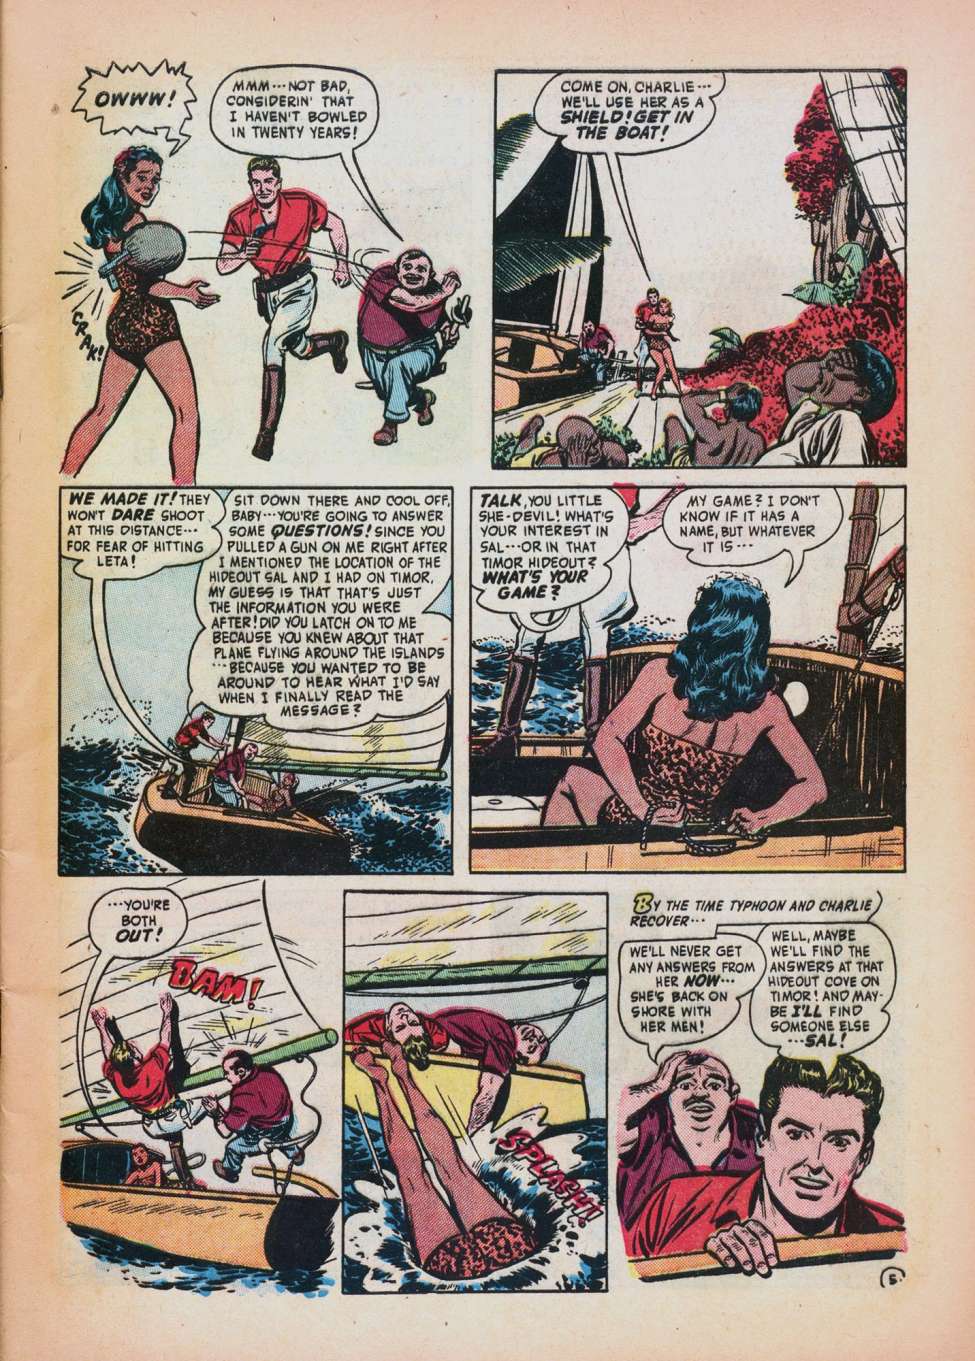 OWWW!
MMM---NOT BAD,
CONSIDERIN' THAT
I HAVEN'T BOWLED
IN TWENTY YEARS!
CRAK!
COME ON, CHARLIE---
WE'LL USE HER AS A
SHIELD! GET IN
THE BOAT!
WE MADE IT! THEY
WON'T DARE SHOOT
AT THIS DISTANCE---
FOR FEAR OF HITTING
LETA!
SIT DOWN THERE AND COOL OFF,
BABY---YOU'RE GOING TO ANSWER
SOME QUESTIONS! SINCE YOU
PULLED A GUN ON ME RIGHT AFTER
I MENTIONED THE LOCATION OF THE
HIDEOUT SAL AND I HAD ON TIMOR,
MY GUESS IS THAT THAT'S JUST
THE INFORMATION YOU WERE
AFTER! DID YOU LATCH ON TO ME
BECAUSE YOU KNEW ABOUT THAT
PLANE FLYING AROUND THE ISLANDS
---BECAUSE YOU WANTED TO BE
AROUND TO HEAR WHAT I'D SAY
WHEN I FINALLY READ THE
MESSAGE?
TALK, YOU LITTLE
SHE-DEVIL! WHAT'S
YOUR INTEREST IN
SAL---OR IN THAT
TIMOR HIDEOUT?
WHAT'S YOUR
GAME?
MY GAME? I DON'T
KNOW IF IT HAS A
NAME, BUT WHATEVER
IT IS---
---YOU'RE
BOTH
OUT!
BAM!
SPLASH!!
BY THE TIME TYPHOON AND CHARLIE
RECOVER---
WE'LL NEVER GET
ANY ANSWERS FROM
HER NOW---
SHE'S BACK ON
SHORE WITH
HER MEN!
WELL, MAYBE
WE'LL FIND THE
ANSWERS AT THAT
HIDEOUT COVE ON
TIMOR! AND MAY-
BE I'LL FIND
SOMEONE ELSE
---SAL!
5